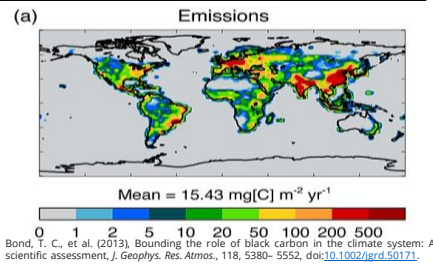 (a)
Emissions
Mean = 15.43 mg[C] m⁻² yr⁻¹
0 1 2 5 10 20 50 100 200 500
Bond, T. C., et al. (2013), Bounding the role of black carbon in the climate system: A
scientific assessment, J. Geophys. Res. Atmos., 118, 5380– 5552, doi:10.1002/jgrd.50171.